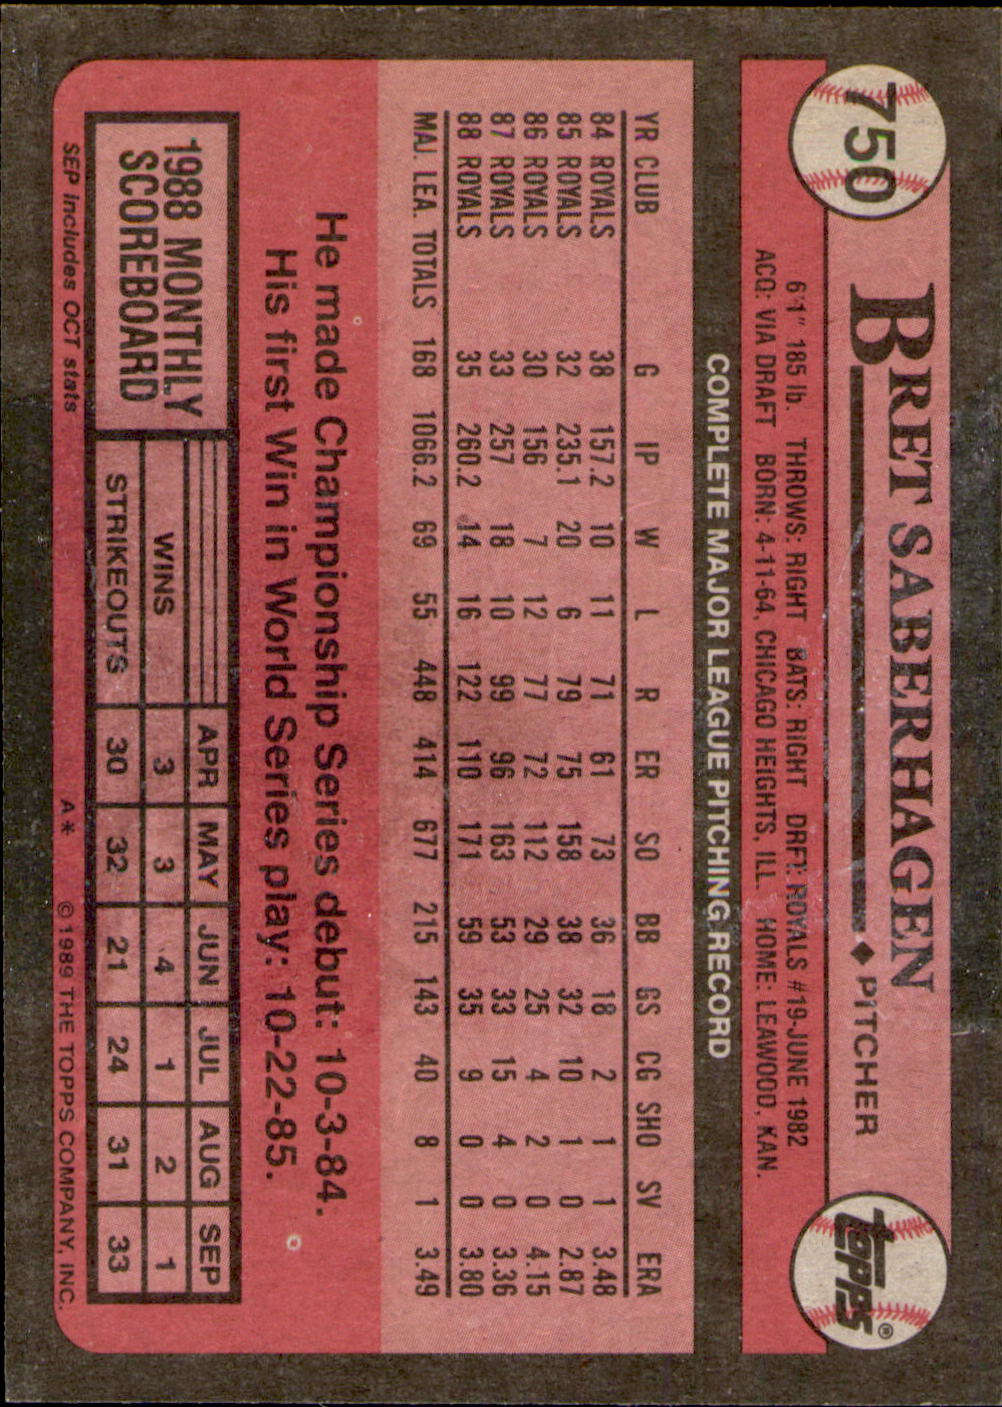 750
BRET SABERHAGEN
◆ PITCHER
topps®
6'1" 185 lb. THROWS: RIGHT BATS: RIGHT DRFT: ROYALS #19-JUNE 1982
ACQ: VIA DRAFT BORN: 4-11-64, CHICAGO HEIGHTS, ILL. HOME: LEAWOOD, KAN.
COMPLETE MAJOR LEAGUE PITCHING RECORD
YR CLUB G IP W L R ER SO BB GS CG SHO SV ERA
84 ROYALS 38 157.2 10 11 71 61 73 36 18 2 1 1 3.48
85 ROYALS 32 235.1 20 6 79 75 158 38 32 10 1 0 2.87
86 ROYALS 30 156 7 12 77 72 112 29 25 4 2 0 4.15
87 ROYALS 33 257 18 10 99 96 163 53 33 15 4 0 3.36
88 ROYALS 35 260.2 14 16 122 110 171 59 35 9 0 0 3.80
MAJ. LEA. TOTALS 168 1066.2 69 55 448 414 677 215 143 40 8 1 3.49
He made Championship Series debut: 10-3-84.
His first Win in World Series play: 10-22-85.
1988 MONTHLY
SCOREBOARD
APR MAY JUN JUL AUG SEP
WINS 3 3 4 1 2 1
STRIKEOUTS 30 32 21 24 31 33
SEP includes OCT stats
A* © 1989 THE TOPPS COMPANY, INC.